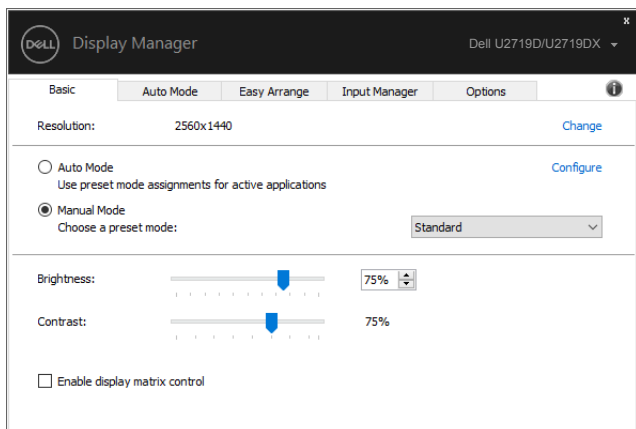 x
DELL Display Manager Dell U2719D/U2719DX
Basic Auto Mode Easy Arrange Input Manager Options
Resolution: 2560x1440 Change
Auto Mode Configure
Use preset mode assignments for active applications
Manual Mode
Choose a preset mode: Standard
Brightness: 75%
Contrast: 75%
Enable display matrix control